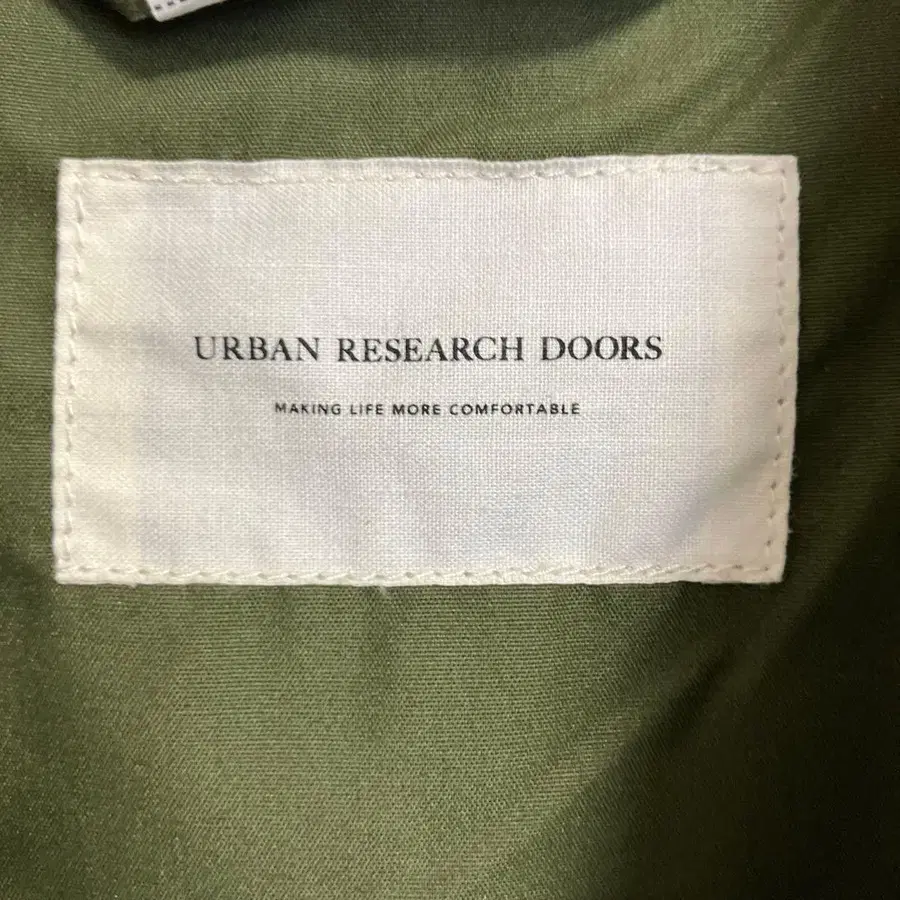 URBAN RESEARCH DOORS
MAKING LIFE MORE COMFORTABLE